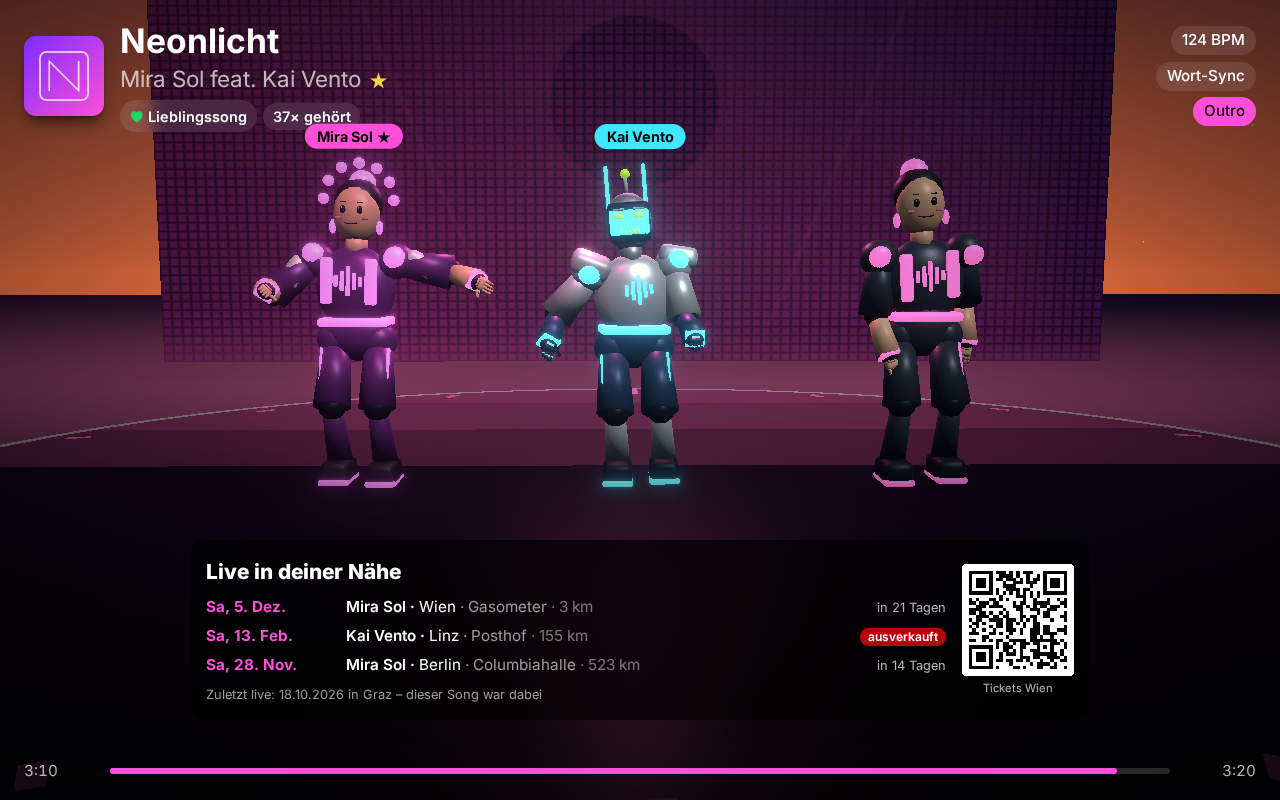 N
Neonlicht
Mira Sol feat. Kai Vento ★
Lieblingssong
37× gehört
124 BPM
Wort-Sync
Outro
Mira Sol ★
Kai Vento
Live in deiner Nähe
Sa, 5. Dez. Mira Sol · Wien · Gasometer · 3 km in 21 Tagen
Sa, 13. Feb. Kai Vento · Linz · Posthof · 155 km ausverkauft
Sa, 28. Nov. Mira Sol · Berlin · Columbiahalle · 523 km in 14 Tagen
Zuletzt live: 18.10.2026 in Graz – dieser Song war dabei
Tickets Wien
3:10
3:20